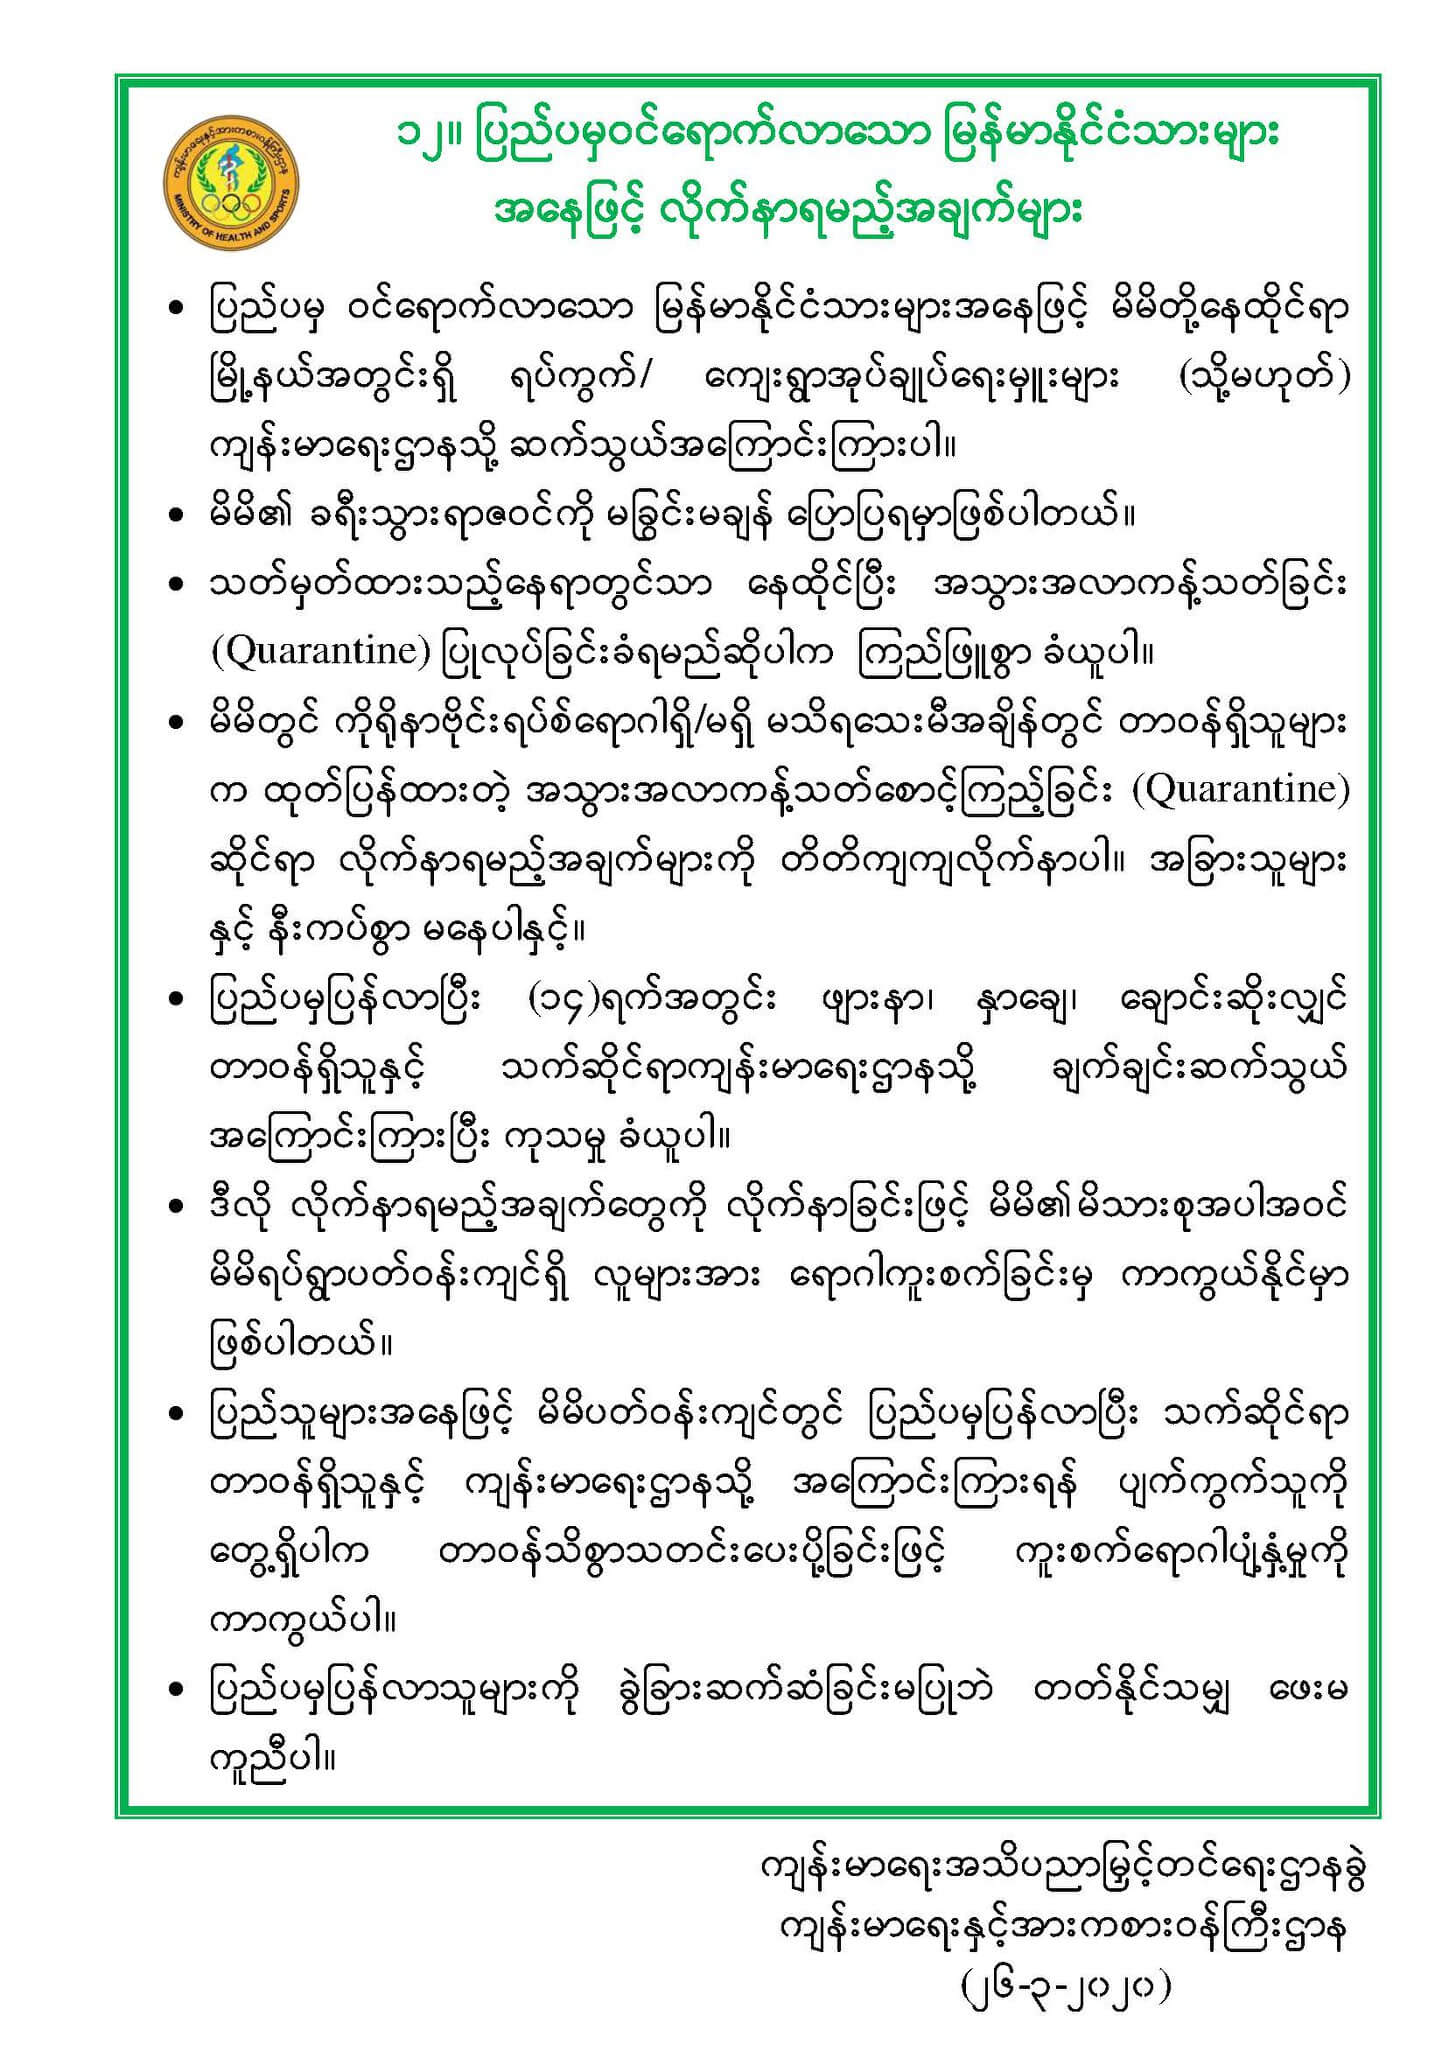 ကျန်းမာရေးနှင့်အားကစားဝန်ကြီးဌာန
MINISTRY OF HEALTH AND SPORTS
၁၂။ ပြည်ပမှဝင်ရောက်လာသော မြန်မာနိုင်ငံသားများ
အနေဖြင့် လိုက်နာရမည့်အချက်များ
• ပြည်ပမှ ဝင်ရောက်လာသော မြန်မာနိုင်ငံသားများအနေဖြင့် မိမိတို့နေထိုင်ရာ
မြို့နယ်အတွင်းရှိ ရပ်ကွက်/ ကျေးရွာအုပ်ချုပ်ရေးမှူးများ (သို့မဟုတ်)
ကျန်းမာရေးဌာနသို့ ဆက်သွယ်အကြောင်းကြားပါ။
• မိမိ၏ ခရီးသွားရာဇဝင်ကို မခြွင်းမချန် ပြောပြရမှာဖြစ်ပါတယ်။
• သတ်မှတ်ထားသည့်နေရာတွင်သာ နေထိုင်ပြီး အသွားအလာကန့်သတ်ခြင်း
(Quarantine) ပြုလုပ်ခြင်းခံရမည်ဆိုပါက ကြည်ဖြူစွာ ခံယူပါ။
• မိမိတွင် ကိုရိုနာဗိုင်းရပ်စ်ရောဂါရှိ/မရှိ မသိရသေးမီအချိန်တွင် တာဝန်ရှိသူများ
က ထုတ်ပြန်ထားတဲ့ အသွားအလာကန့်သတ်စောင့်ကြည့်ခြင်း (Quarantine)
ဆိုင်ရာ လိုက်နာရမည့်အချက်များကို တိတိကျကျလိုက်နာပါ။ အခြားသူများ
နှင့် နီးကပ်စွာ မနေပါနှင့်။
• ပြည်ပမှပြန်လာပြီး (၁၄)ရက်အတွင်း ဖျားနာ၊ နှာချေ၊ ချောင်းဆိုးလျှင်
တာဝန်ရှိသူနှင့် သက်ဆိုင်ရာကျန်းမာရေးဌာနသို့ ချက်ချင်းဆက်သွယ်
အကြောင်းကြားပြီး ကုသမှု ခံယူပါ။
• ဒီလို လိုက်နာရမည့်အချက်တွေကို လိုက်နာခြင်းဖြင့် မိမိ၏မိသားစုအပါအဝင်
မိမိရပ်ရွာပတ်ဝန်းကျင်ရှိ လူများအား ရောဂါကူးစက်ခြင်းမှ ကာကွယ်နိုင်မှာ
ဖြစ်ပါတယ်။
• ပြည်သူများအနေဖြင့် မိမိပတ်ဝန်းကျင်တွင် ပြည်ပမှပြန်လာပြီး သက်ဆိုင်ရာ
တာဝန်ရှိသူနှင့် ကျန်းမာရေးဌာနသို့ အကြောင်းကြားရန် ပျက်ကွက်သူကို
တွေ့ရှိပါက တာဝန်သိစွာသတင်းပေးပို့ခြင်းဖြင့် ကူးစက်ရောဂါပျံ့နှံ့မှုကို
ကာကွယ်ပါ။
• ပြည်ပမှပြန်လာသူများကို ခွဲခြားဆက်ဆံခြင်းမပြုဘဲ တတ်နိုင်သမျှ ဖေးမ
ကူညီပါ။
ကျန်းမာရေးအသိပညာမြှင့်တင်ရေးဌာနခွဲ
ကျန်းမာရေးနှင့်အားကစားဝန်ကြီးဌာန
(၂၆-၃-၂၀၂၀)